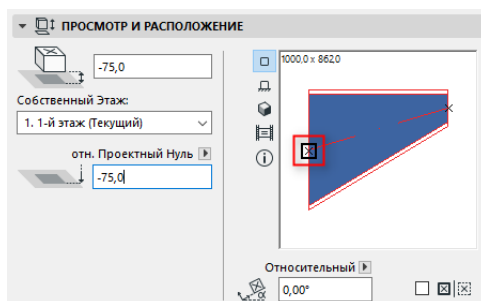 ПРОСМОТР И РАСПОЛОЖЕНИЕ
-75,0
Собственный Этаж:
1. 1-й этаж (Текущий)
отн. Проектный Нуль
-75,0
1000,0 x 862,0
Относительный
α
0,00°